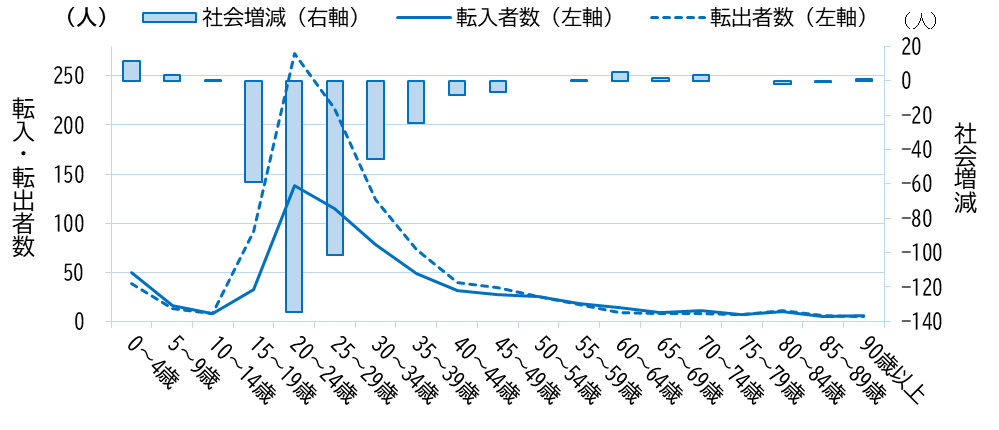 （人）
社会増減（右軸）
転入者数（左軸）
転出者数（左軸）
（人）
転入・転出者数
250
200
150
100
50
0
20
0
-20
-40
-60
-80
-100
-120
-140
社会増減
0～4歳
5～9歳
10～14歳
15～19歳
20～24歳
25～29歳
30～34歳
35～39歳
40～44歳
45～49歳
50～54歳
55～59歳
60～64歳
65～69歳
70～74歳
75～79歳
80～84歳
85～89歳
90歳以上